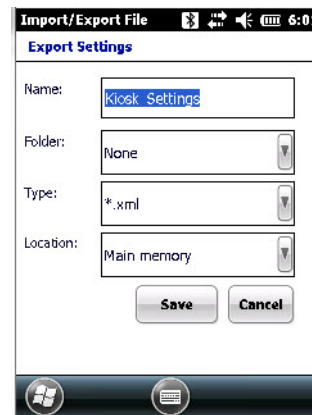 Import/Export File 6:0
Export Settings
Name: Kiosk Settings
Folder: None
Type: *.xml
Location: Main memory
Save Cancel